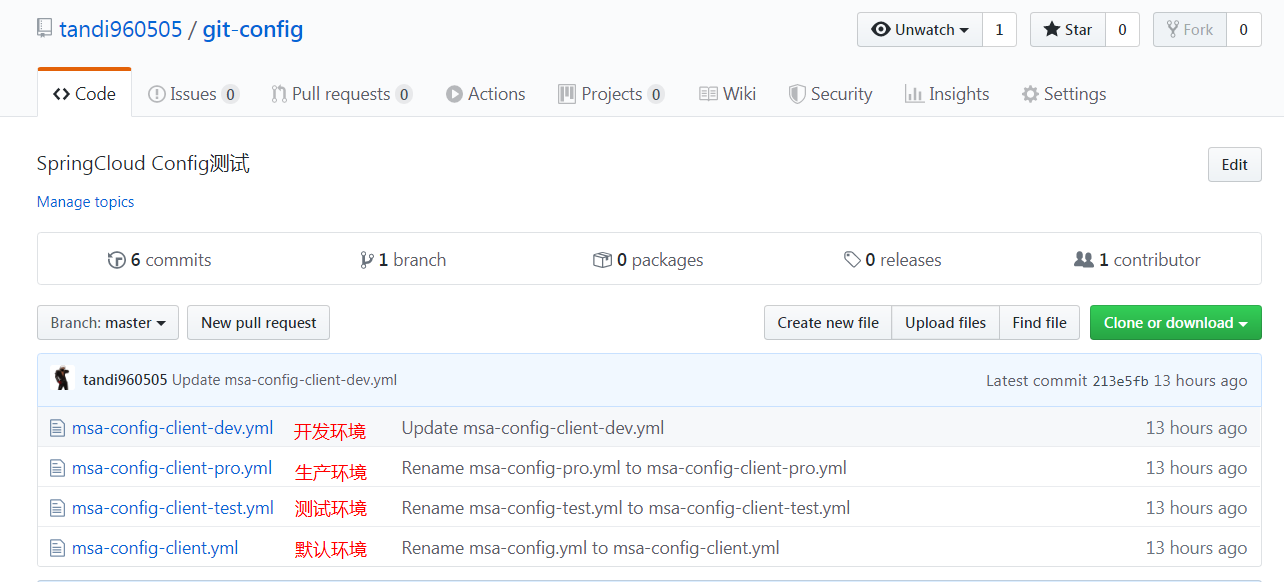 tandi960505 / git-config Unwatch 1 Star 0 Fork 0
Code Issues 0 Pull requests 0 Actions Projects 0 Wiki Security Insights Settings
SpringCloud Config测试 Edit
Manage topics
6 commits 1 branch 0 packages 0 releases 1 contributor
Branch: master New pull request Create new file Upload files Find file Clone or download
tandi960505 Update msa-config-client-dev.yml Latest commit 213e5fb 13 hours ago
msa-config-client-dev.yml 开发环境 Update msa-config-client-dev.yml 13 hours ago
msa-config-client-pro.yml 生产环境 Rename msa-config-pro.yml to msa-config-client-pro.yml 13 hours ago
msa-config-client-test.yml 测试环境 Rename msa-config-test.yml to msa-config-client-test.yml 13 hours ago
msa-config-client.yml 默认环境 Rename msa-config.yml to msa-config-client.yml 13 hours ago